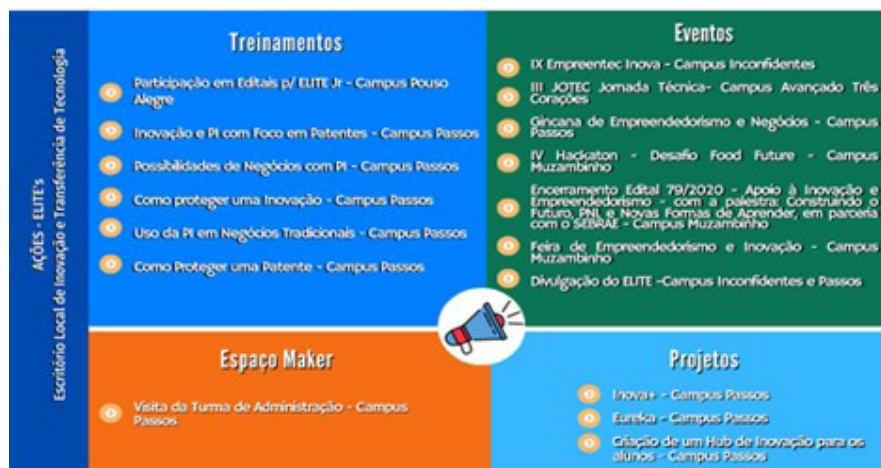 AÇÕES - ELITE's
Escritório Local de Inovação e Transferência de Tecnologia
Treinamentos
Participação em Editais p/ ELITE Jr - Campus Pouso
Alegre
Inovação e PI com Foco em Patentes - Campus Passos
Possibilidades de Negócios com PI - Campus Passos
Como proteger uma Inovação - Campus Passos
Uso da PI em Negócios Tradicionais - Campus Passos
Como Proteger uma Patente - Campus Passos
Eventos
IX Empreentec Inova - Campus Inconfidentes
III JOTEC Jornada Técnica- Campus Avançado Três
Corações
Gincana de Empreendedorismo e Negócios - Campus
Passos
IV Hackaton - Desafio Food Future - Campus
Muzambinho
Encerramento Edital 79/2020 - Apoio à Inovação e
Empreendedorismo - com a palestra: Construindo o
Futuro, PNL e Novas Formas de Aprender, em parceria
com o SEBRAE - Campus Muzambinho
Feira de Empreendedorismo e Inovação - Campus
Muzambinho
Divulgação do ELITE -Campus Inconfidentes e Passos
Espaço Maker
Visita da Turma de Administração - Campus
Passos
Projetos
Inova+ - Campus Passos
Eureka - Campus Passos
Criação de um Hub de Inovação para os
alunos - Campus Passos